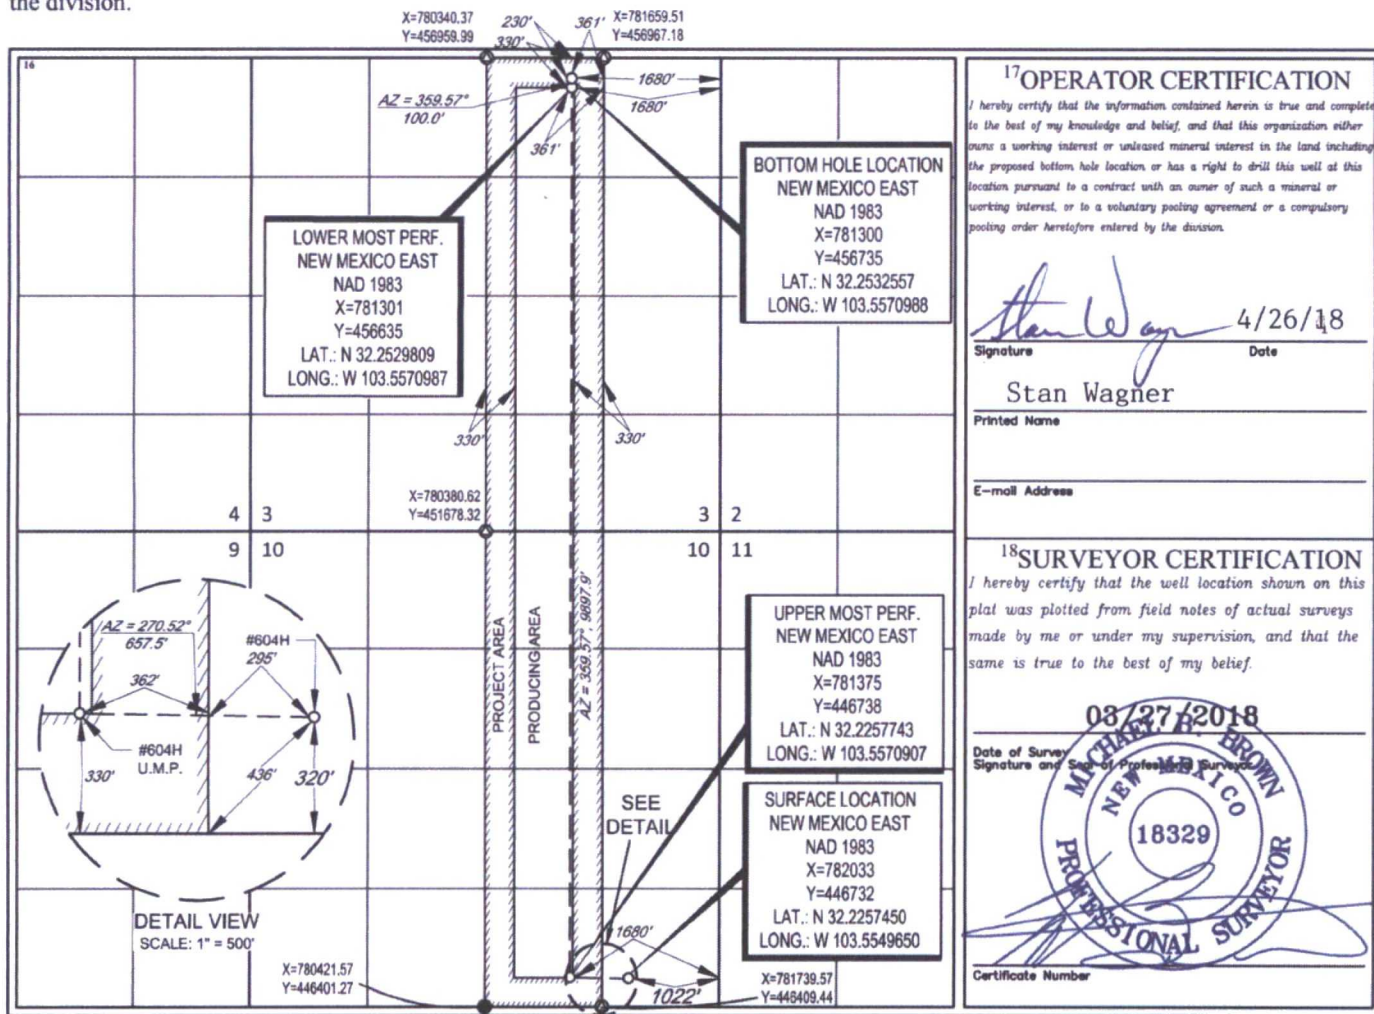 the division.
X=780340.37
Y=456959.99
230'
330'
361'
X=781659.51
Y=456967.18
16
AZ = 359.57°
100.0'
361'
1680'
1680'
BOTTOM HOLE LOCATION
NEW MEXICO EAST
NAD 1983
X=781300
Y=456735
LAT.: N 32.2532557
LONG.: W 103.5570988
LOWER MOST PERF.
NEW MEXICO EAST
NAD 1983
X=781301
Y=456635
LAT.: N 32.2529809
LONG.: W 103.5570987
330'
330'
X=780380.62
Y=451678.32
4 3
9 10
3 2
10 11
PROJECT AREA
PRODUCING AREA
AZ = 359.57° 9897.9'
UPPER MOST PERF.
NEW MEXICO EAST
NAD 1983
X=781375
Y=446738
LAT.: N 32.2257743
LONG.: W 103.5570907
SURFACE LOCATION
NEW MEXICO EAST
NAD 1983
X=782033
Y=446732
LAT.: N 32.2257450
LONG.: W 103.5549650
SEE
DETAIL
AZ = 270.52°
657.5'
#604H
295'
362'
#604H
U.M.P.
330'
436'
320'
DETAIL VIEW
SCALE: 1" = 500'
X=780421.57
Y=446401.27
1680'
1022'
X=781739.57
Y=446409.44
17 OPERATOR CERTIFICATION
I hereby certify that the information contained herein is true and complete
to the best of my knowledge and belief, and that this organization either
owns a working interest or unleased mineral interest in the land including
the proposed bottom hole location or has a right to drill this well at this
location pursuant to a contract with an owner of such a mineral or
working interest, or to a voluntary pooling agreement or a compulsory
pooling order heretofore entered by the division.
Stan Wagner 4/26/18
Signature Date
Stan Wagner
Printed Name
E-mail Address
18 SURVEYOR CERTIFICATION
I hereby certify that the well location shown on this
plat was plotted from field notes of actual surveys
made by me or under my supervision, and that the
same is true to the best of my belief.
03/27/2018
Date of Survey
Signature and Seal of Professional Surveyor
MICHAEL B. BROWN
NEW MEXICO
18329
PROFESSIONAL SURVEYOR
Certificate Number